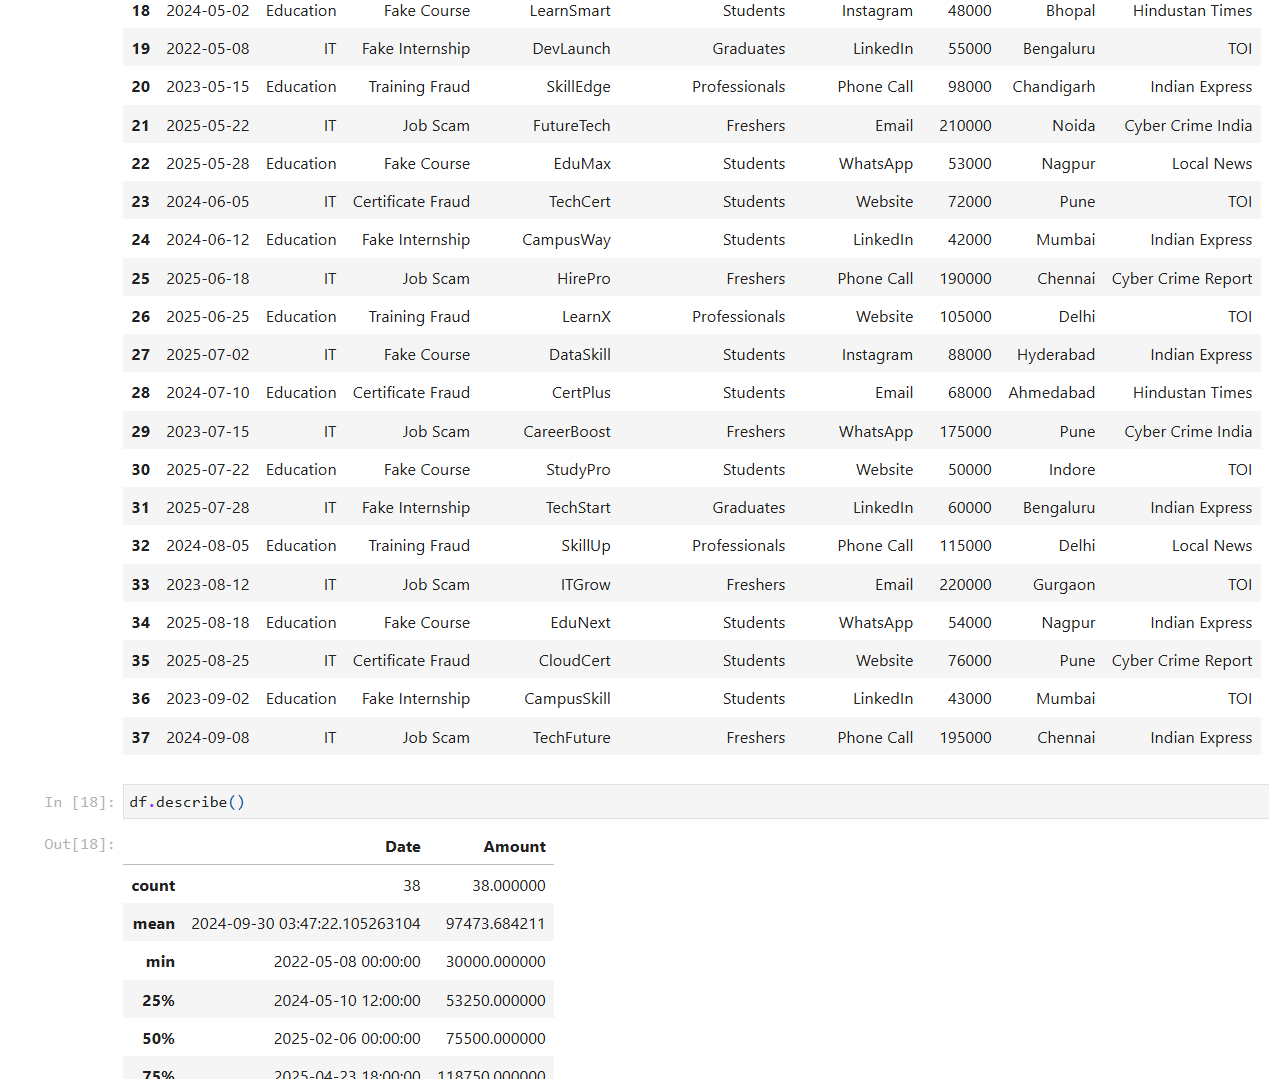 18 2024-05-02 Education Fake Course LearnSmart Students Instagram 48000 Bhopal Hindustan Times
19 2022-05-08 IT Fake Internship DevLaunch Graduates LinkedIn 55000 Bengaluru TOI
20 2023-05-15 Education Training Fraud SkillEdge Professionals Phone Call 98000 Chandigarh Indian Express
21 2025-05-22 IT Job Scam FutureTech Freshers Email 210000 Noida Cyber Crime India
22 2025-05-28 Education Fake Course EduMax Students WhatsApp 53000 Nagpur Local News
23 2024-06-05 IT Certificate Fraud TechCert Students Website 72000 Pune TOI
24 2024-06-12 Education Fake Internship CampusWay Students LinkedIn 42000 Mumbai Indian Express
25 2025-06-18 IT Job Scam HirePro Freshers Phone Call 190000 Chennai Cyber Crime Report
26 2025-06-25 Education Training Fraud LearnX Professionals Website 105000 Delhi TOI
27 2025-07-02 IT Fake Course DataSkill Students Instagram 88000 Hyderabad Indian Express
28 2024-07-10 Education Certificate Fraud CertPlus Students Email 68000 Ahmedabad Hindustan Times
29 2023-07-15 IT Job Scam CareerBoost Freshers WhatsApp 175000 Pune Cyber Crime India
30 2025-07-22 Education Fake Course StudyPro Students Website 50000 Indore TOI
31 2025-07-28 IT Fake Internship TechStart Graduates LinkedIn 60000 Bengaluru Indian Express
32 2024-08-05 Education Training Fraud SkillUp Professionals Phone Call 115000 Delhi Local News
33 2023-08-12 IT Job Scam ITGrow Freshers Email 220000 Gurgaon TOI
34 2025-08-18 Education Fake Course EduNext Students WhatsApp 54000 Nagpur Indian Express
35 2025-08-25 IT Certificate Fraud CloudCert Students Website 76000 Pune Cyber Crime Report
36 2023-09-02 Education Fake Internship CampusSkill Students LinkedIn 43000 Mumbai TOI
37 2024-09-08 IT Job Scam TechFuture Freshers Phone Call 195000 Chennai Indian Express
In [18]: df.describe()
Out[18]:
Date Amount
count 38 38.000000
mean 2024-09-30 03:47:22.105263104 97473.684211
min 2022-05-08 00:00:00 30000.000000
25% 2024-05-10 12:00:00 53250.000000
50% 2025-02-06 00:00:00 75500.000000
75% 2025-04-23 18:00:00 118750.000000